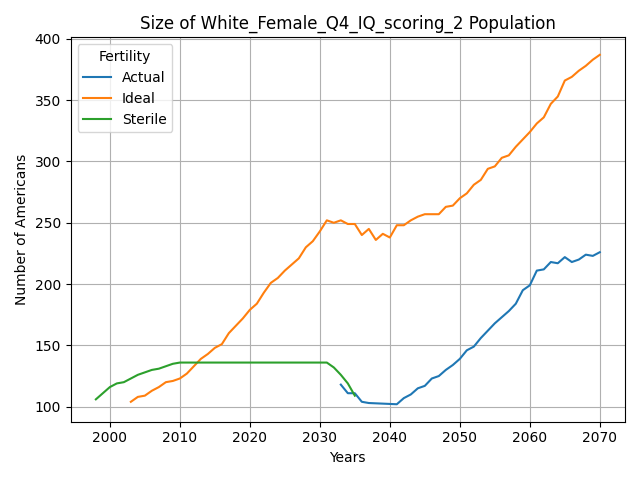 Size of White_Female_Q4_IQ_scoring_2 Population
Fertility
Actual
Ideal
Sterile
Number of Americans
400
350
300
250
200
150
100
2000 2010 2020 2030 2040 2050 2060 2070
Years